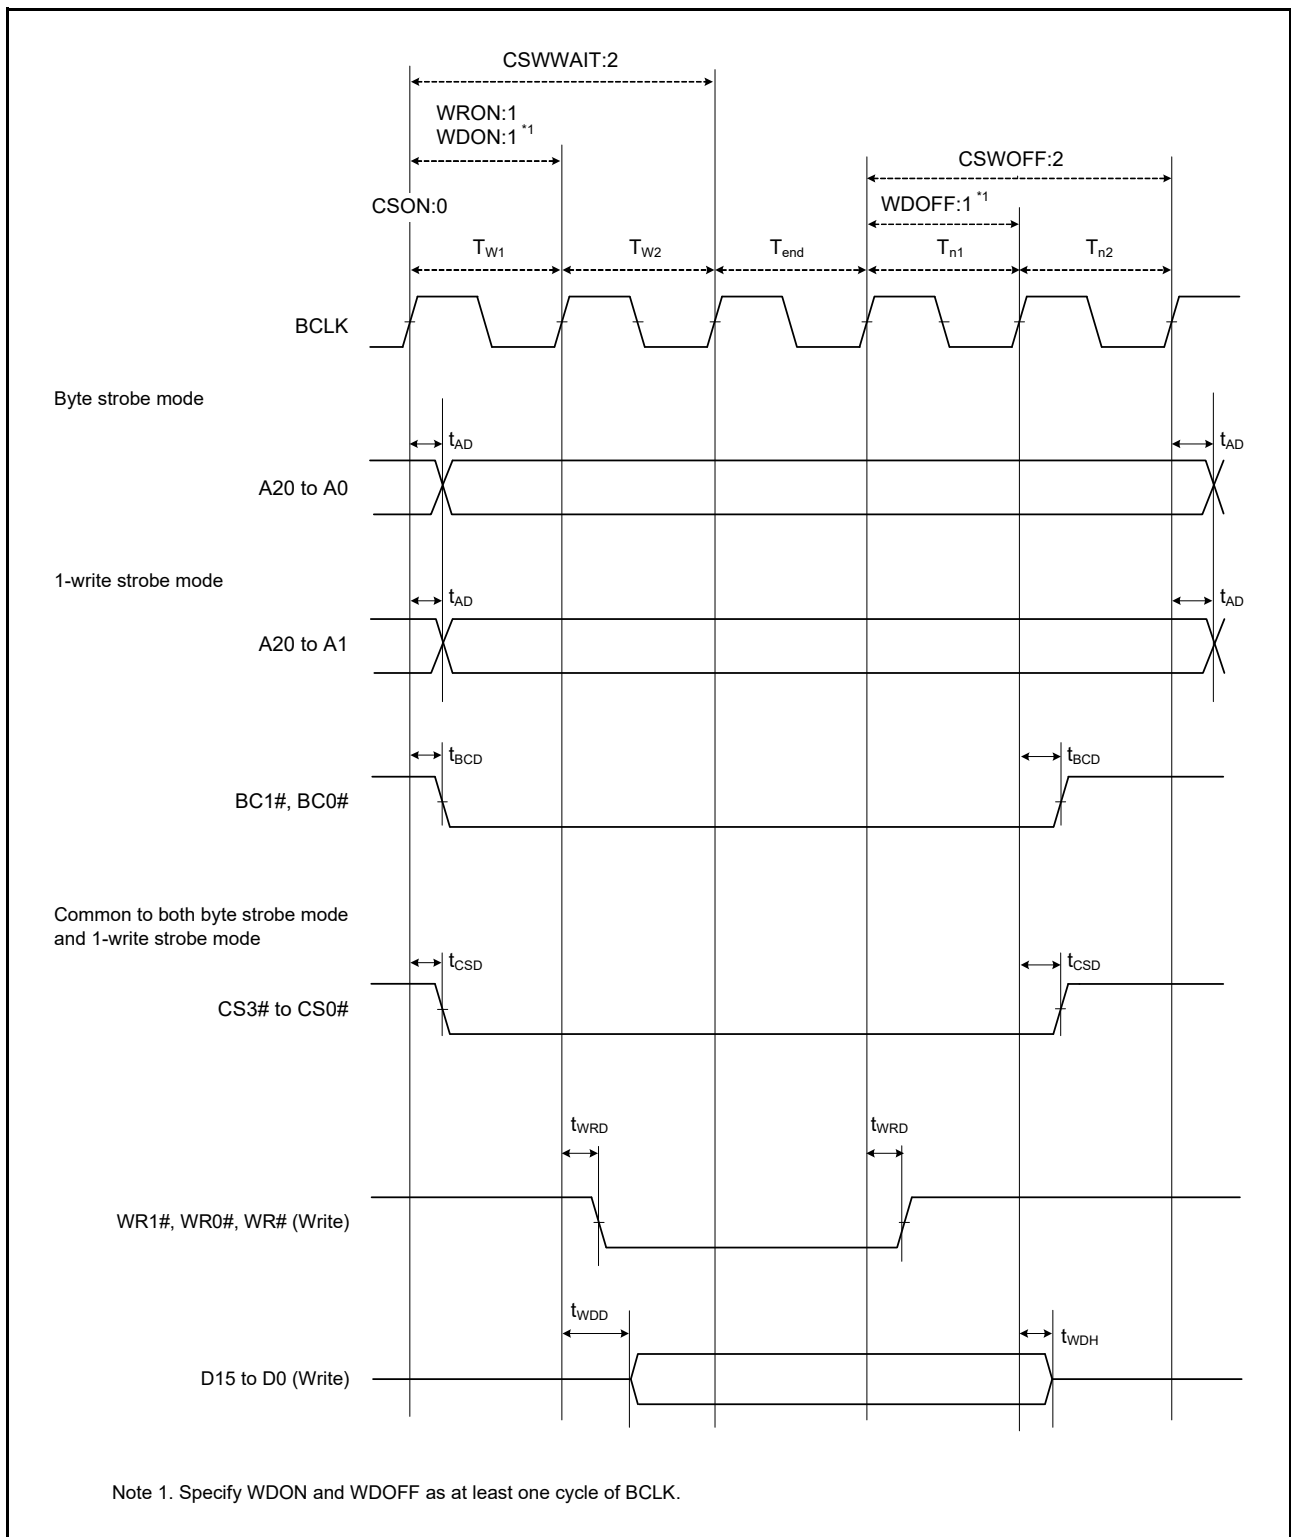 CSWWAIT:2
WRON:1
WDON:1 *1
CSWOFF:2
CSON:0
WDOFF:1 *1
TW1 TW2 Tend Tn1 Tn2
BCLK
Byte strobe mode
tAD tAD
A20 to A0
1-write strobe mode
tAD tAD
A20 to A1
tBCD tBCD
BC1#, BC0#
Common to both byte strobe mode
and 1-write strobe mode
tCSD tCSD
CS3# to CS0#
tWRD tWRD
WR1#, WR0#, WR# (Write)
tWDD tWDH
D15 to D0 (Write)
Note 1. Specify WDON and WDOFF as at least one cycle of BCLK.